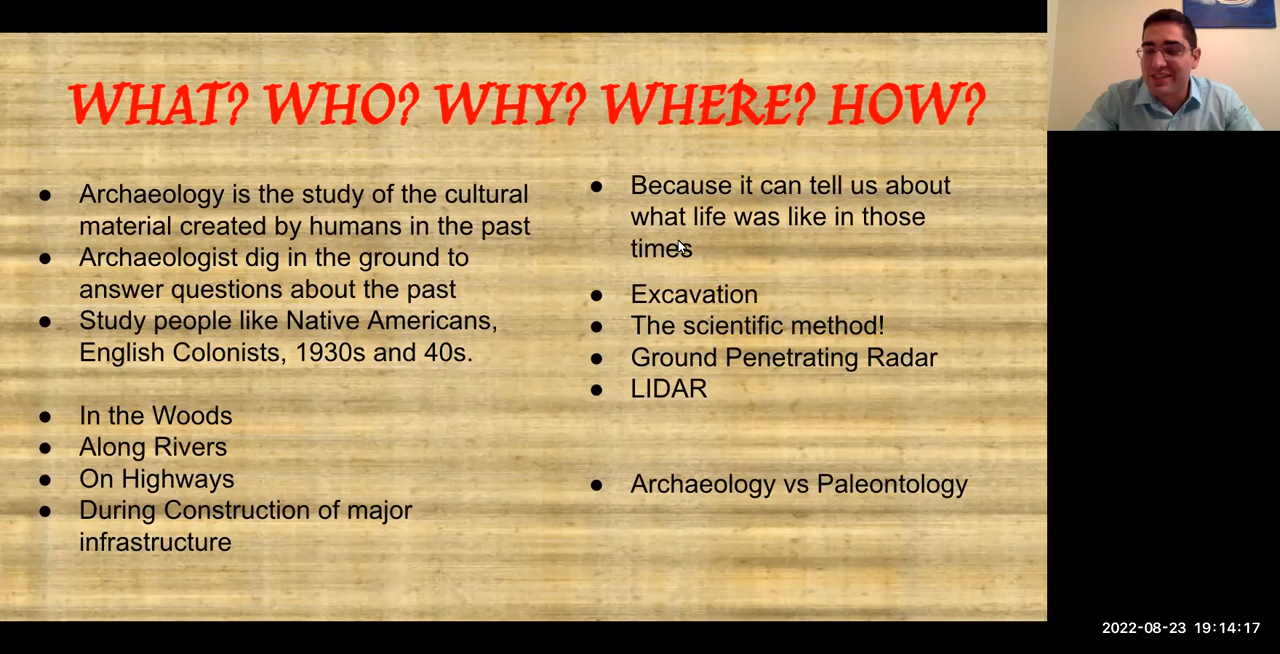 WHAT? WHO? WHY? WHERE? HOW?
● Archaeology is the study of the cultural
material created by humans in the past
● Archaeologist dig in the ground to
answer questions about the past
● Study people like Native Americans,
English Colonists, 1930s and 40s.
● In the Woods
● Along Rivers
● On Highways
● During Construction of major
infrastructure
● Because it can tell us about
what life was like in those
times
● Excavation
● The scientific method!
● Ground Penetrating Radar
● LIDAR
● Archaeology vs Paleontology
2022-08-23 19:14:17